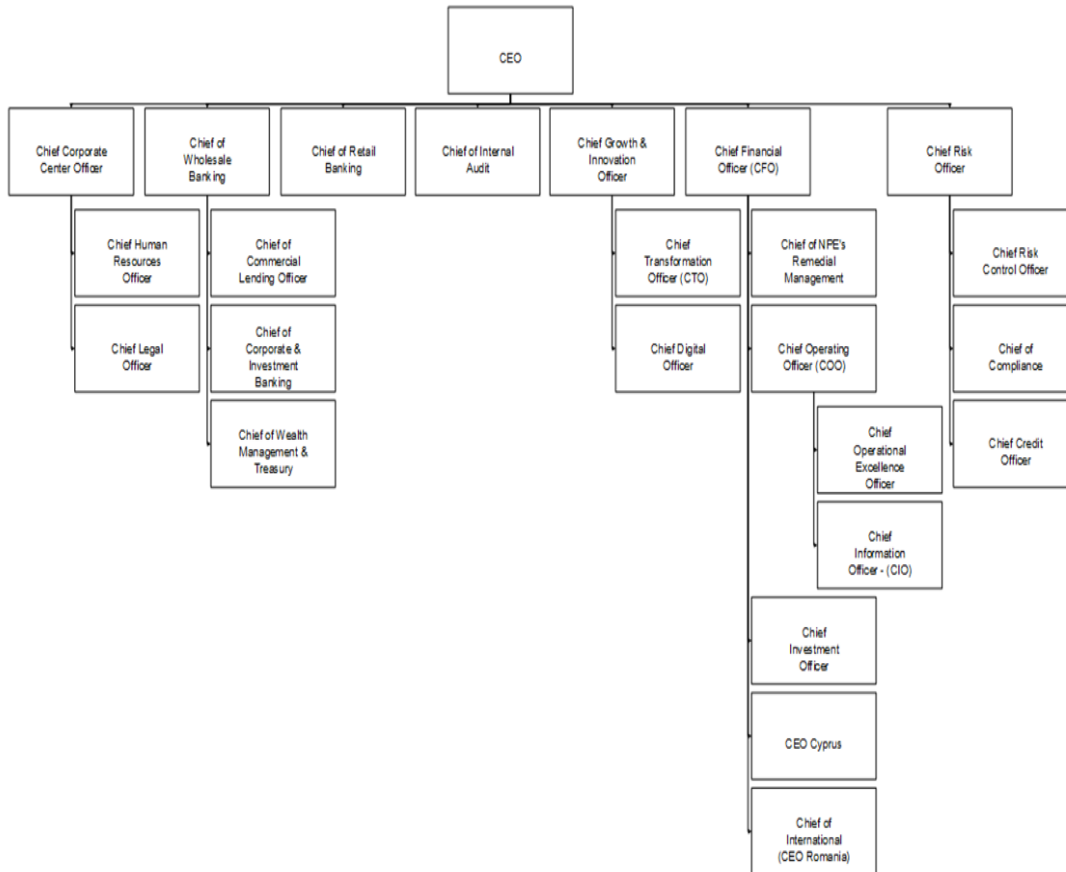 CEO
Chief Corporate
Center Officer
Chief of
Wholesale
Banking
Chief of Retail
Banking
Chief of Internal
Audit
Chief Growth &
Innovation
Officer
Chief Financial
Officer (CFO)
Chief Risk
Officer
Chief Human
Resources
Officer
Chief of
Commercial
Lending Officer
Chief
Transformation
Officer (CTO)
Chief of NPE's
Remedial
Management
Chief Risk
Control Officer
Chief Legal
Officer
Chief of
Corporate &
Investment
Banking
Chief Digital
Officer
Chief Operating
Officer (COO)
Chief of
Compliance
Chief of Wealth
Management &
Treasury
Chief
Operational
Excellence
Officer
Chief Credit
Officer
Chief
Information
Officer - (CIO)
Chief
Investment
Officer
CEO Cyprus
Chief of
International
(CEO Romania)